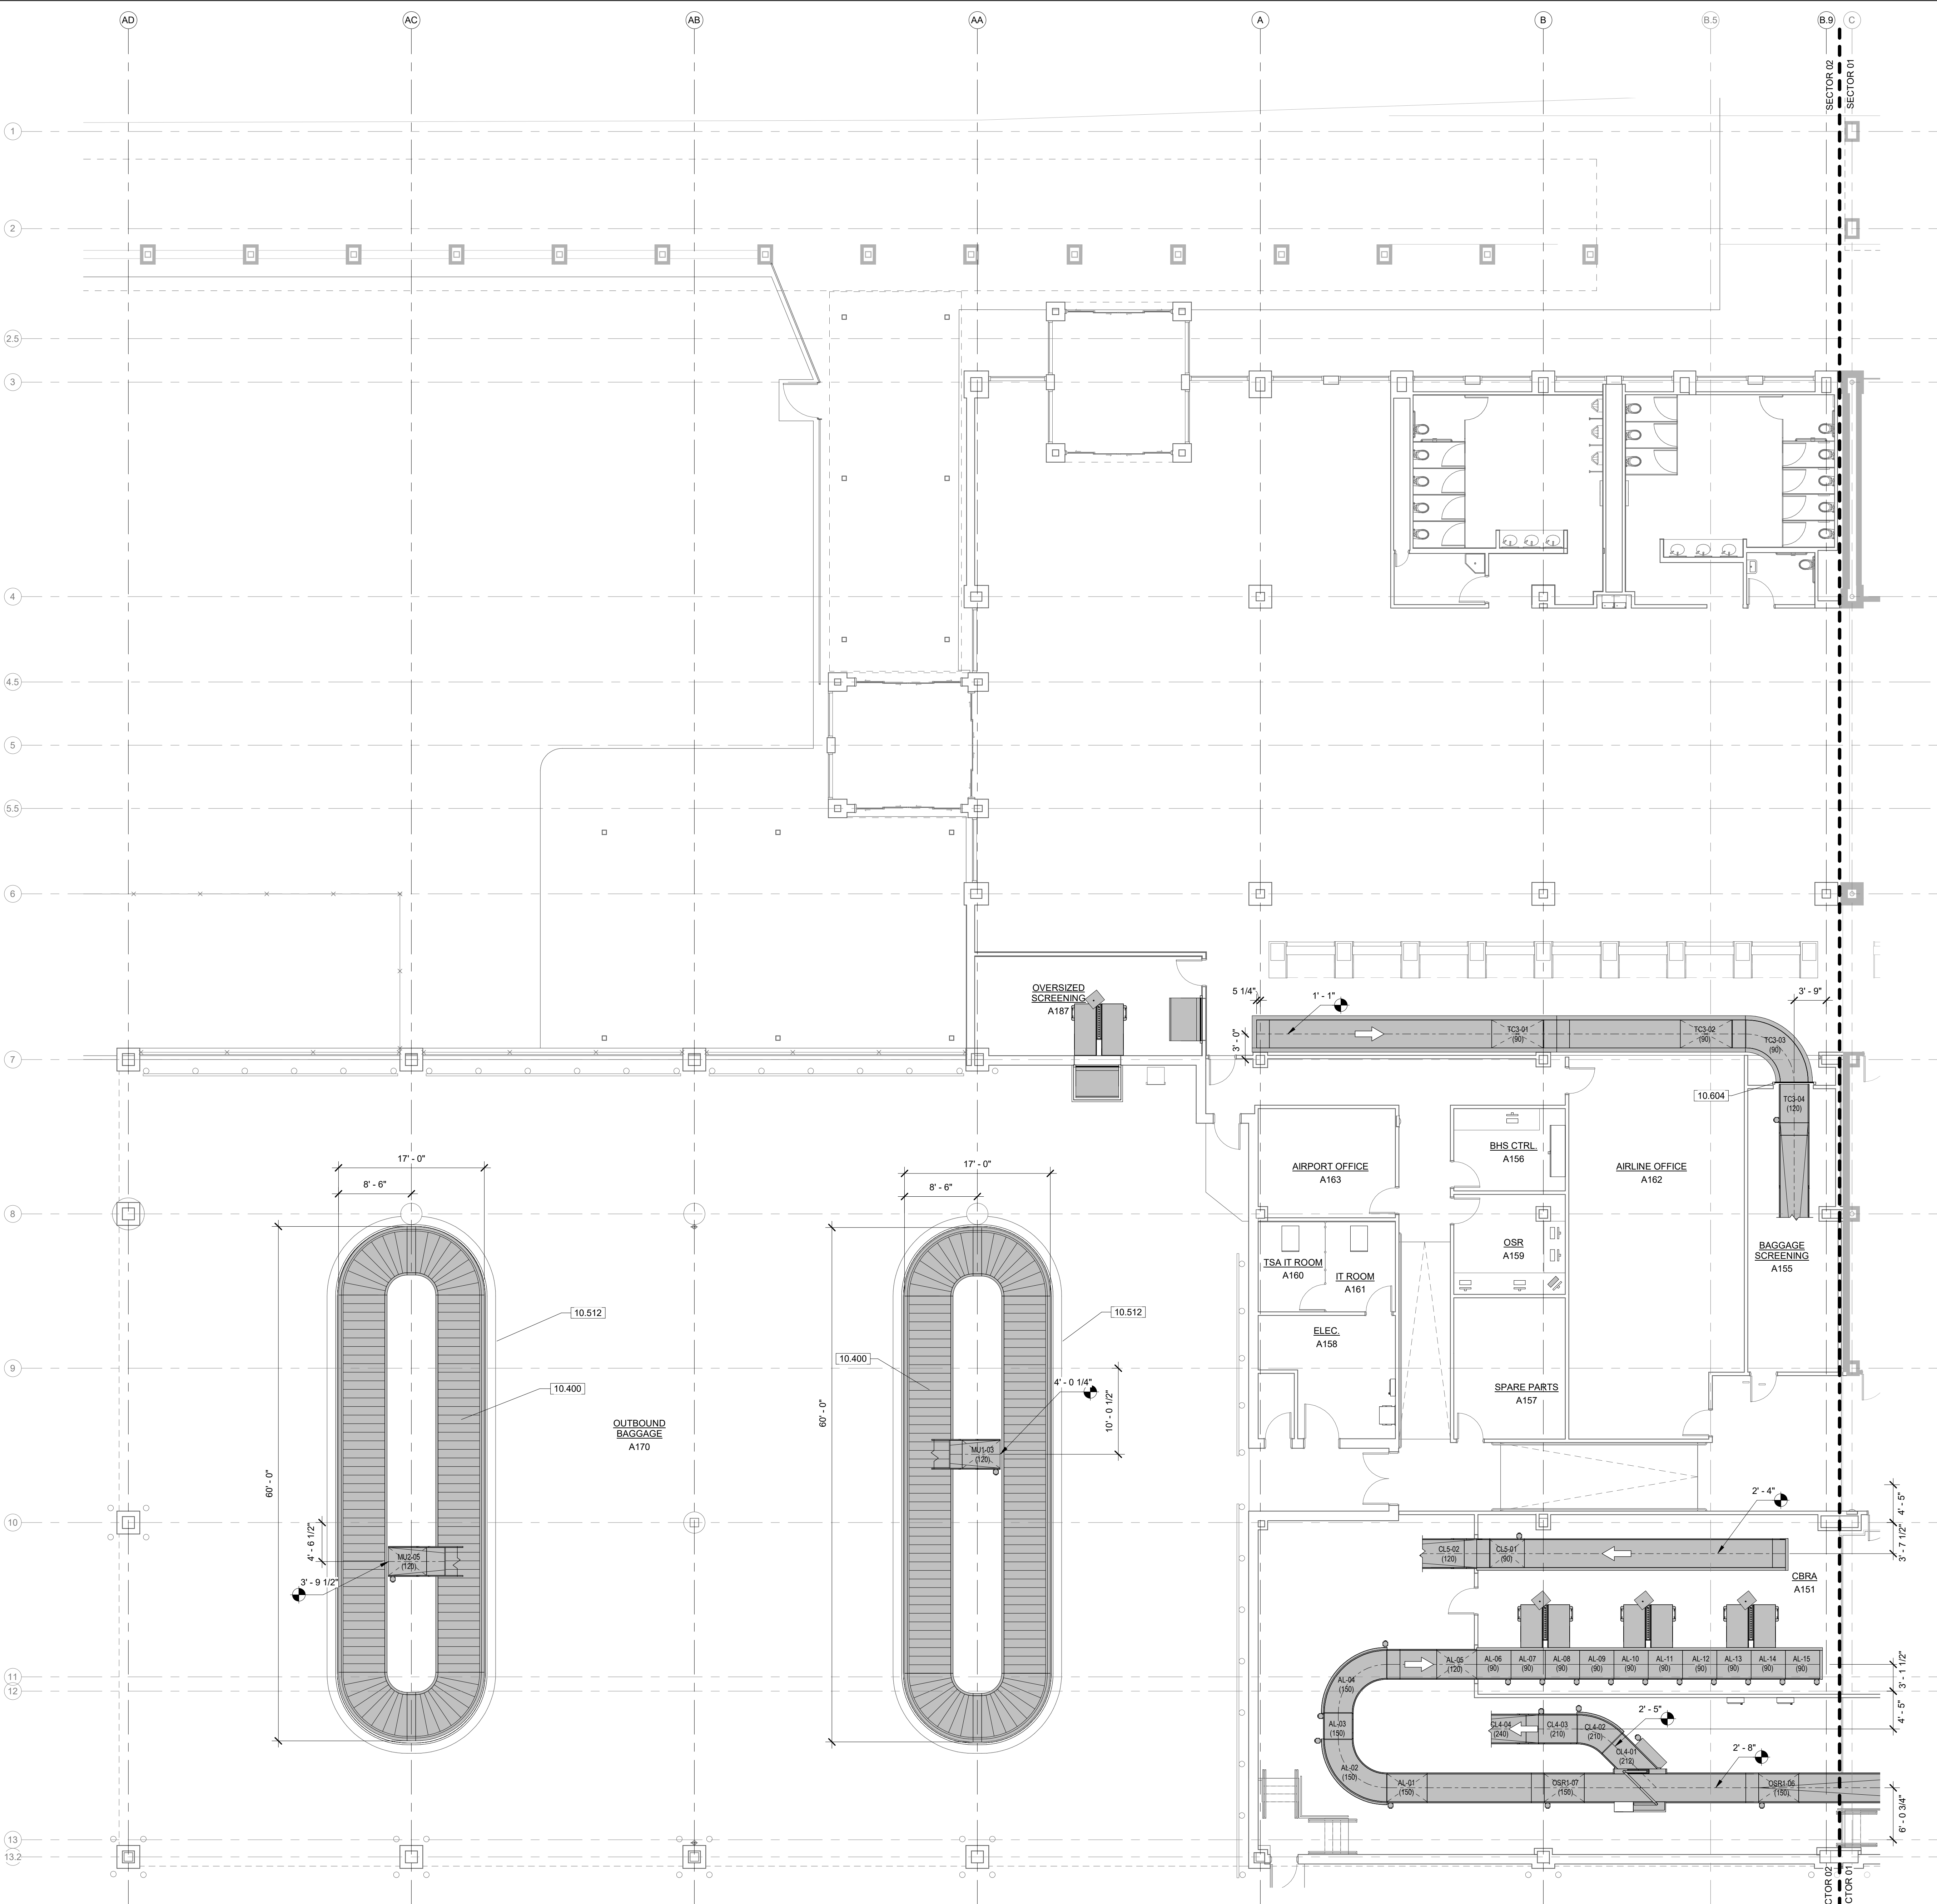 AD
AC
AB
AA
A
B
B.5
B.9
C
SECTOR 02
SECTOR 01
1
2
2.5
3
4
4.5
5
5.5
6
7
8
9
10
11
12
13
13.2
OVERSIZED
SCREENING
A187
5 1/4"
1' - 1"
3' - 0"
3' - 9"
TC3-01
(90)
TC3-02
(90)
TC3-03
(90)
10.604
TC3-04
(120)
17' - 0"
8' - 6"
60' - 0"
10.512
10.400
4' - 6 1/2"
MU2-05
(120)
3' - 9 1/2"
OUTBOUND
BAGGAGE
A170
17' - 0"
8' - 6"
60' - 0"
10.512
10.400
4' - 0 1/4"
10' - 0 1/2"
MU1-03
(120)
AIRPORT OFFICE
A163
BHS CTRL.
A156
AIRLINE OFFICE
A162
TSA IT ROOM
A160
IT ROOM
A161
OSR
A159
BAGGAGE
SCREENING
A155
ELEC.
A158
SPARE PARTS
A157
2' - 4"
4' - 5"
3' - 7 1/2"
CL5-02
(120)
CL5-01
(90)
CBRA
A151
AL-05
(120)
AL-06
(90)
AL-07
(90)
AL-08
(90)
AL-09
(90)
AL-10
(90)
AL-11
(90)
AL-12
(90)
AL-13
(90)
AL-14
(90)
AL-15
(90)
3' - 1 1/2"
AL-04
(150)
AL-03
(150)
AL-02
(150)
AL-01
(150)
CL4-04
(240)
CL4-03
(210)
CL4-02
(210)
CL4-01
(212)
2' - 5"
4' - 5"
2' - 8"
OSR1-07
(150)
OSR1-06
(150)
6' - 0 3/4"
CTOR 02
CTOR 01